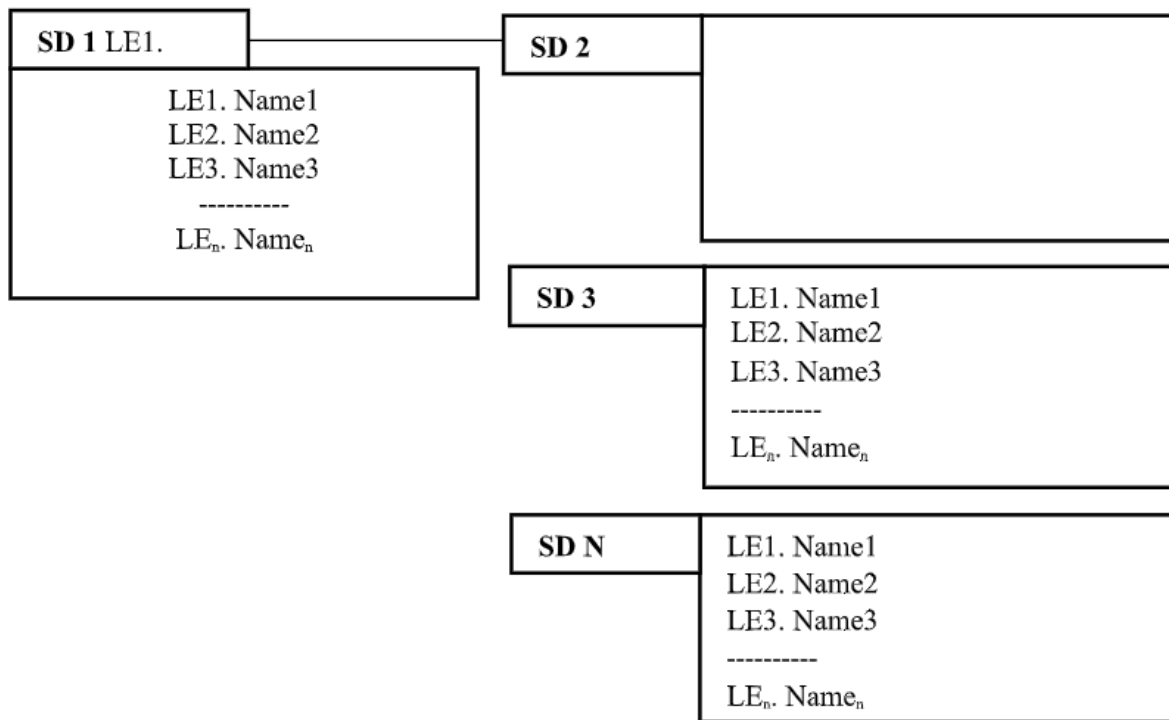 SD 1 LE1.
LE1. Name1
LE2. Name2
LE3. Name3
----------
LEₙ. Nameₙ
SD 2
SD 3
LE1. Name1
LE2. Name2
LE3. Name3
----------
LEₙ. Nameₙ
SD N
LE1. Name1
LE2. Name2
LE3. Name3
----------
LEₙ. Nameₙ